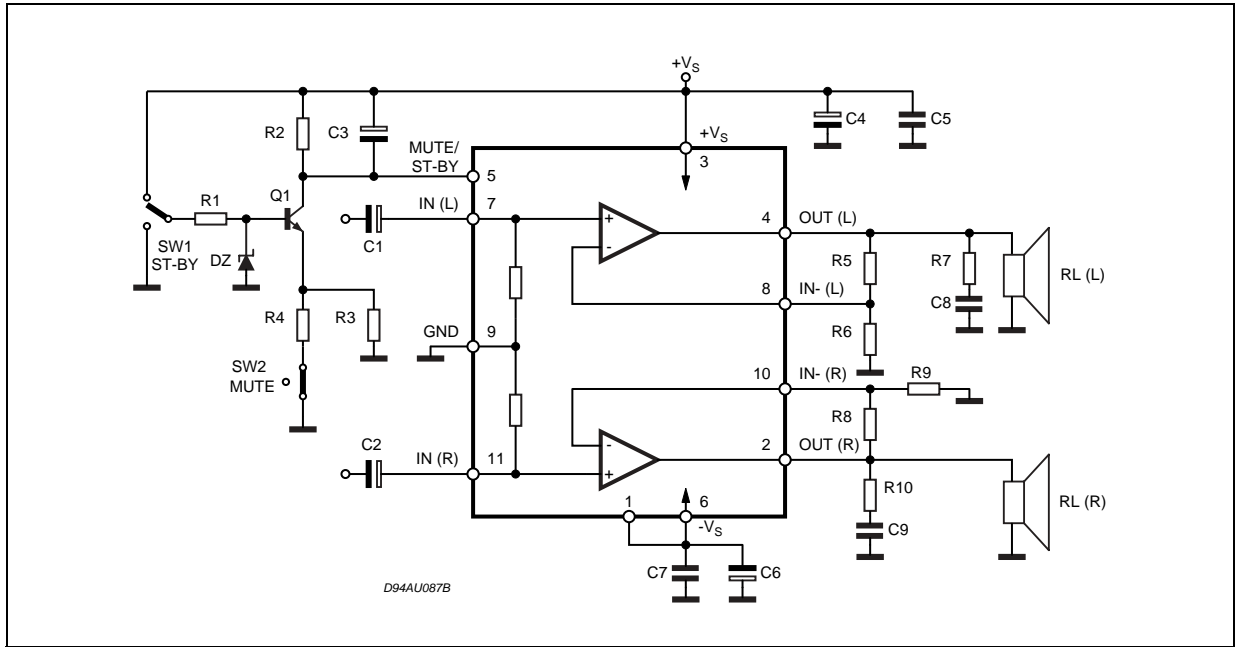 +VS
R2
C3
C4
C5
MUTE/
ST-BY
+VS
3
5
R1
Q1
IN (L)
7
4
OUT (L)
+
-
C1
SW1
ST-BY
DZ
R5
R7
RL (L)
8
IN- (L)
C8
R4
R3
GND
9
R6
SW2
MUTE
10
IN- (R)
R9
R8
C2
IN (R)
11
-
+
2
OUT (R)
R10
RL (R)
1
6
-VS
C9
C7
C6
D94AU087B